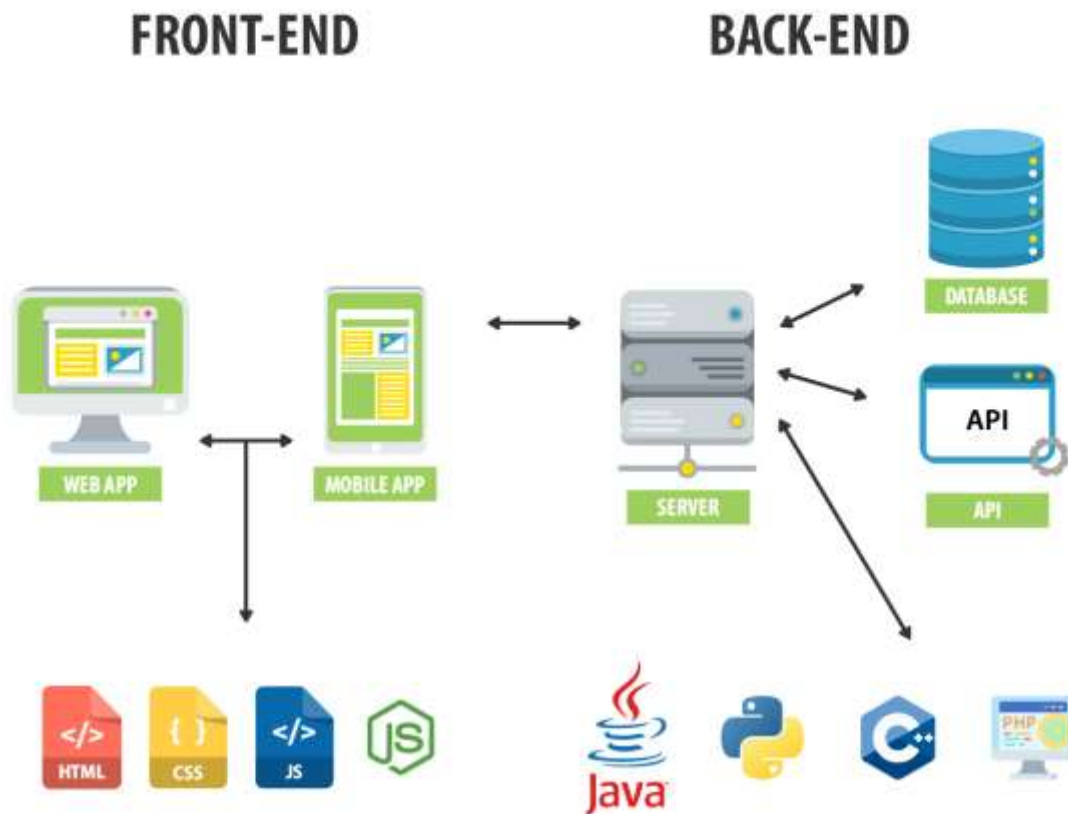 FRONT-END
BACK-END
DATABASE
API
WEB APP
MOBILE APP
SERVER
API
</>
HTML
{ }
CSS
</>
JS
JS
Java
C++
PHP